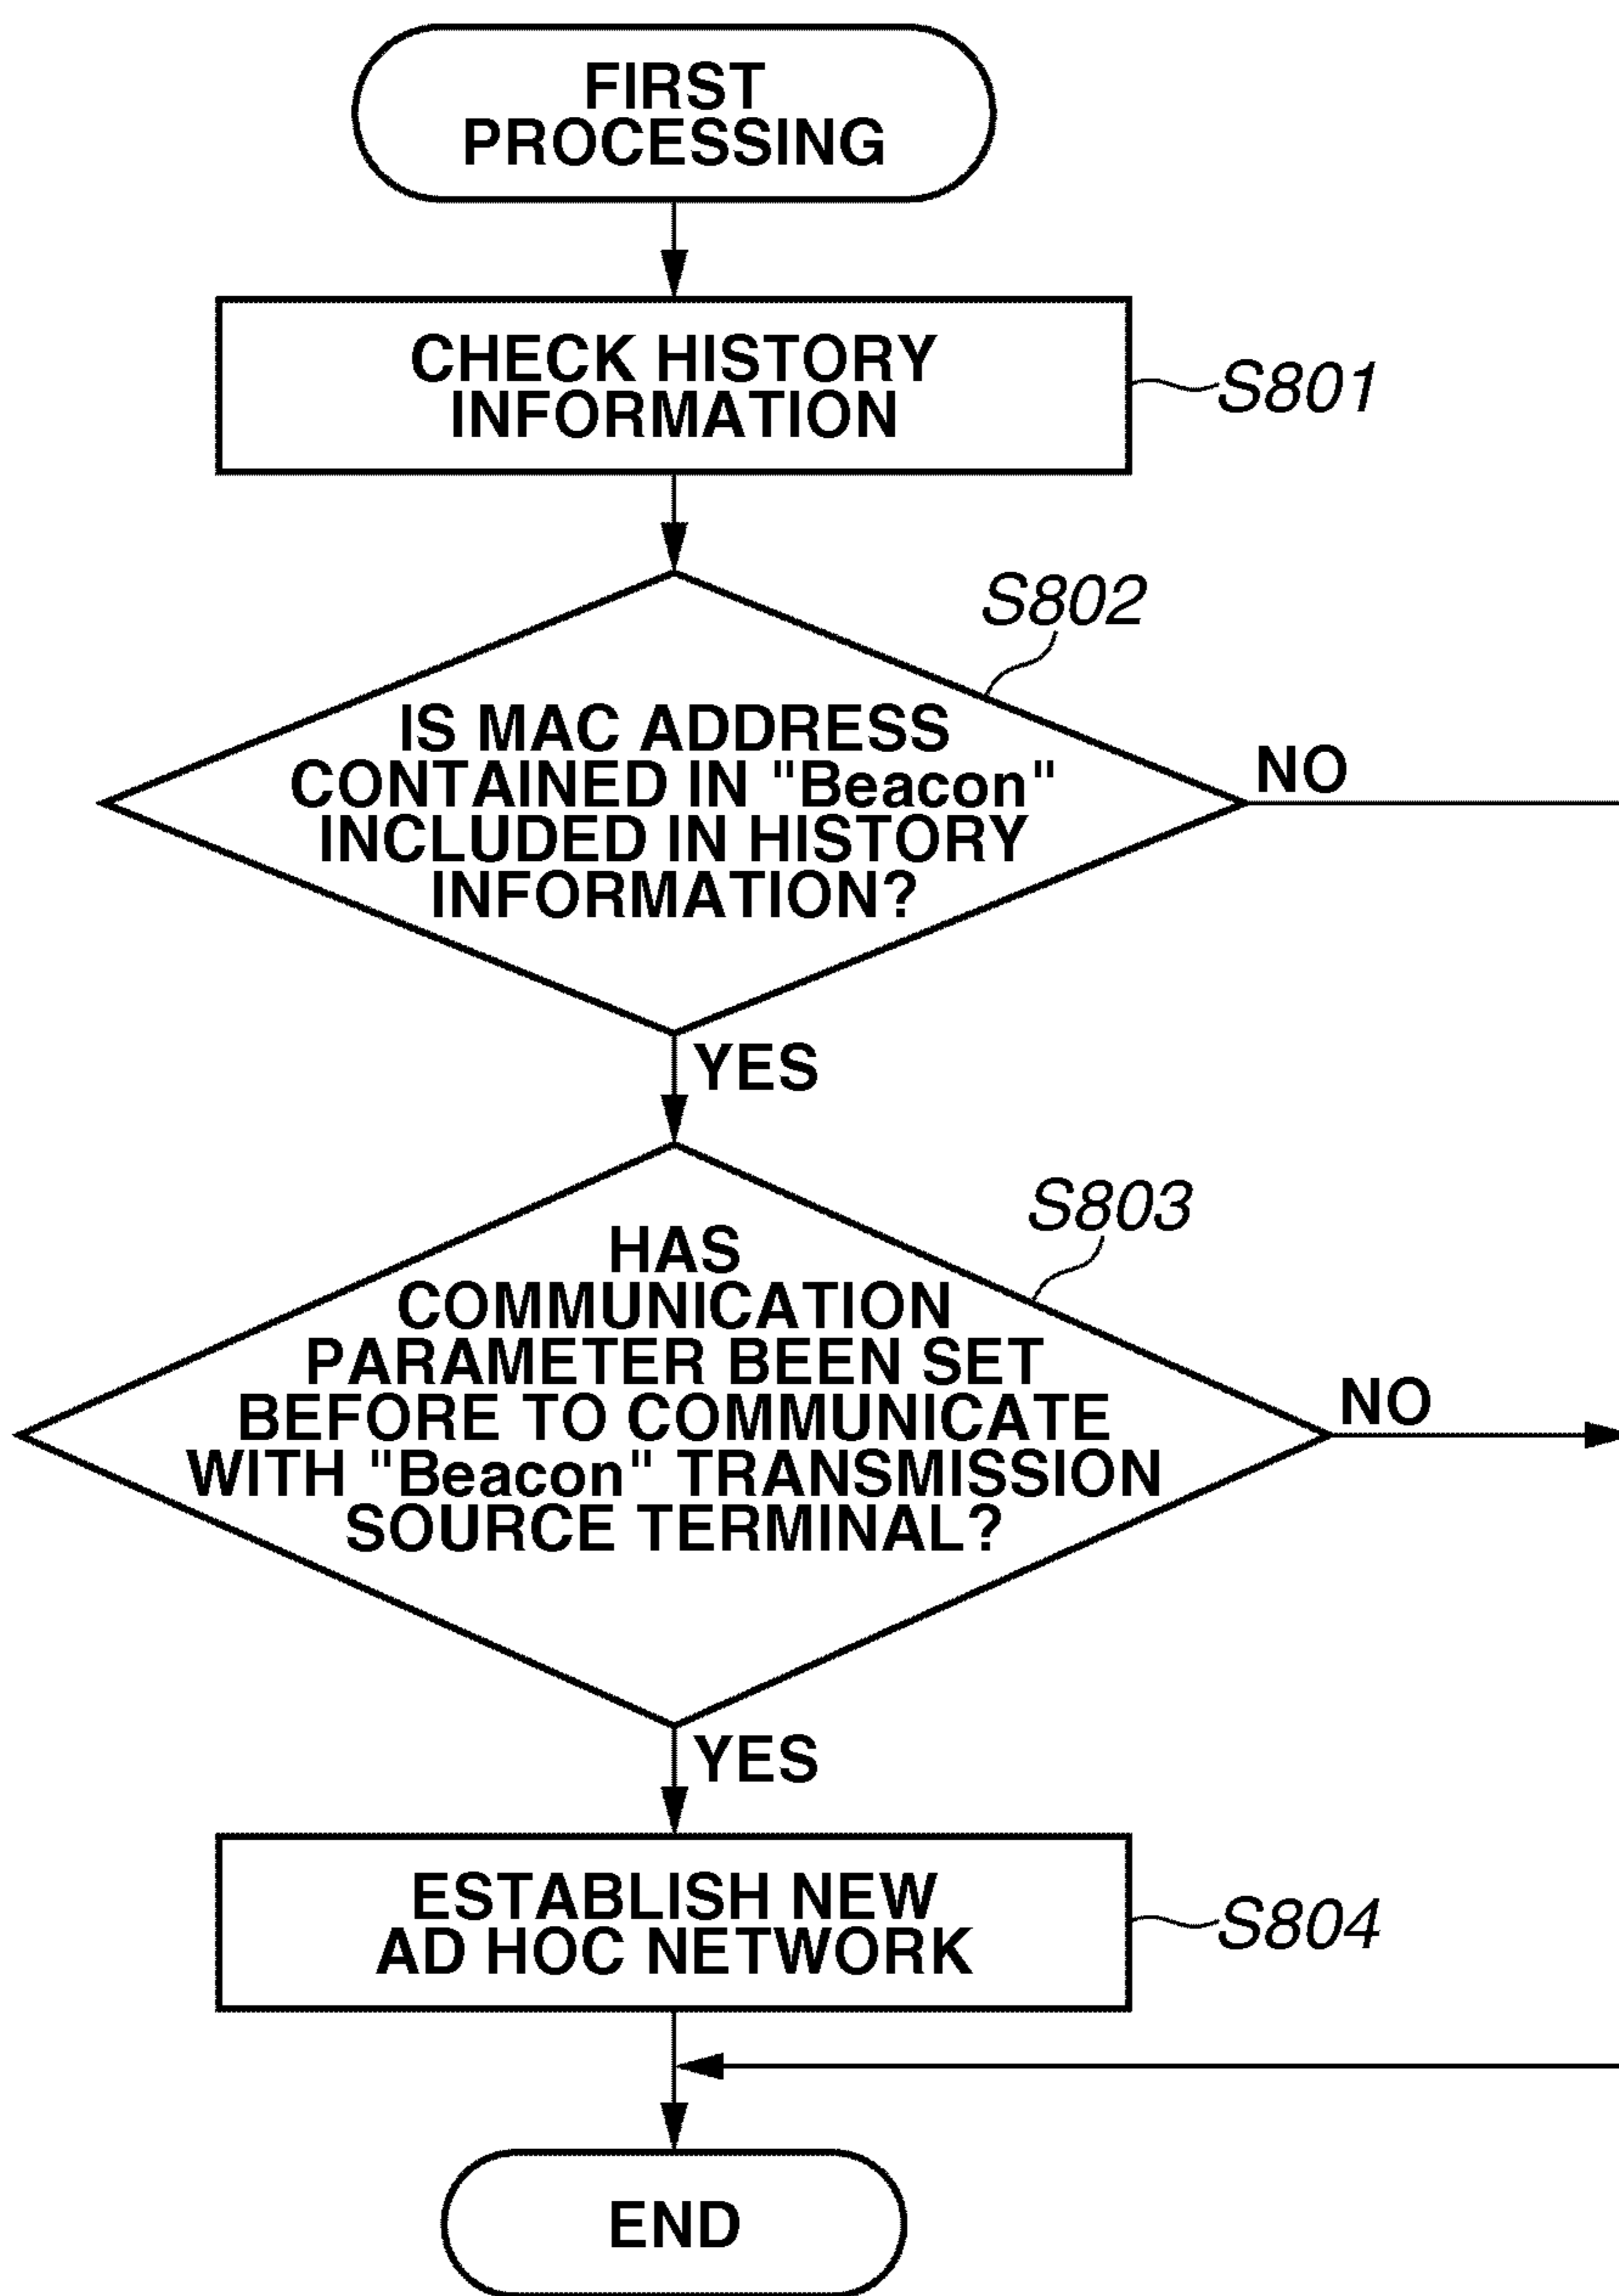 FIRST
PROCESSING
CHECK HISTORY
INFORMATION
S801
S802
IS MAC ADDRESS
CONTAINED IN "Beacon"
INCLUDED IN HISTORY
INFORMATION?
NO
YES
S803
HAS
COMMUNICATION
PARAMETER BEEN SET
BEFORE TO COMMUNICATE
WITH "Beacon" TRANSMISSION
SOURCE TERMINAL?
NO
YES
ESTABLISH NEW
AD HOC NETWORK
S804
END